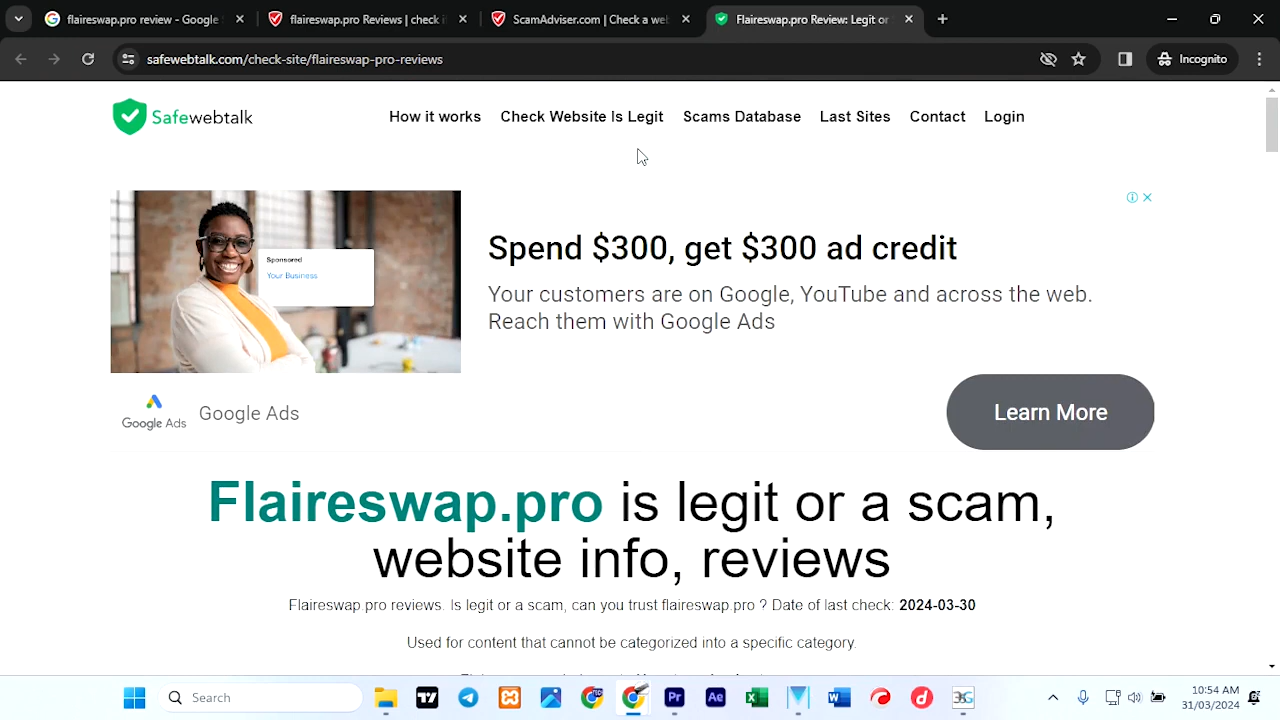 flaireswap.pro review - Google S
flaireswap.pro Reviews | check i
ScamAdviser.com | Check a web
Flaireswap.pro Review: Legit or
safewebtalk.com/check-site/flaireswap-pro-reviews
Incognito
Safewebtalk
How it works
Check Website Is Legit
Scams Database
Last Sites
Contact
Login
Sponsored
Your Business
Spend $300, get $300 ad credit
Your customers are on Google, YouTube and across the web.
Reach them with Google Ads
Google Ads
Google Ads
Learn More
Flaireswap.pro is legit or a scam,
website info, reviews
Flaireswap.pro reviews. Is legit or a scam, can you trust flaireswap.pro ? Date of last check: 2024-03-30
Used for content that cannot be categorized into a specific category.
Search
Pr
Ae
10:54 AM
31/03/2024